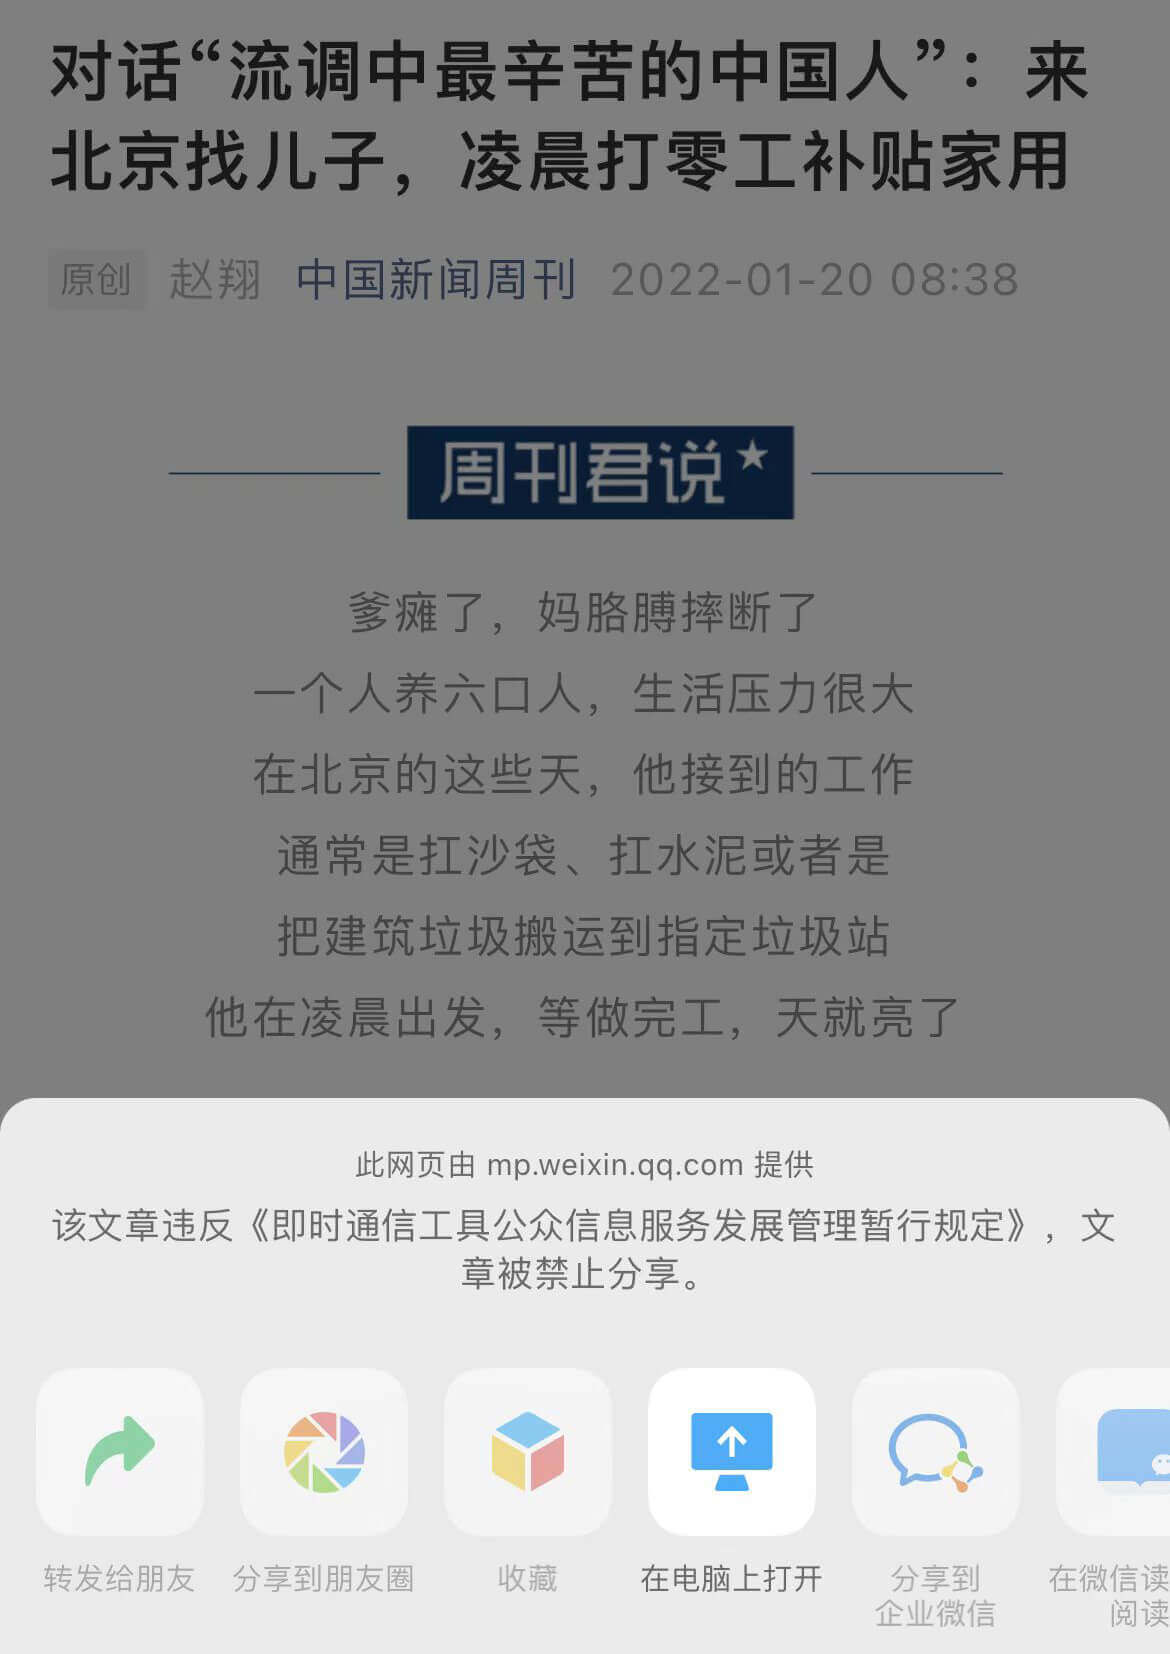 对话“流调中最辛苦的中国人”：来
北京找儿子，凌晨打零工补贴家用
原创 赵翔 中国新闻周刊 2022-01-20 08:38
周刊君说
爹瘫了，妈胳膊摔断了
一个人养六口人，生活压力很大
在北京的这些天，他接到的工作
通常是扛沙袋、扛水泥或者是
把建筑垃圾搬运到指定垃圾站
他在凌晨出发，等做完工，天就亮了
此网页由 mp.weixin.qq.com 提供
该文章违反《即时通信工具公众信息服务发展管理暂行规定》，文
章被禁止分享。
转发给朋友
分享到朋友圈
收藏
在电脑上打开
分享到
企业微信
在微信读
阅读